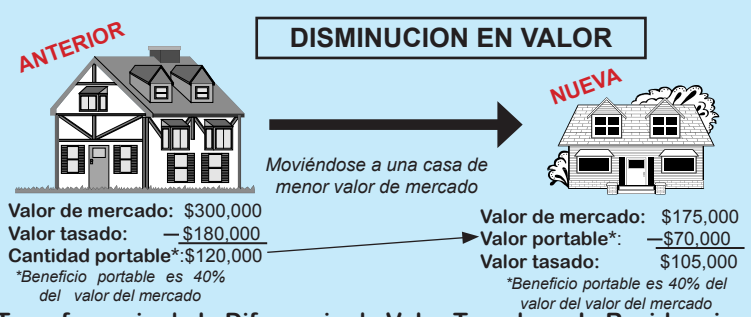 DISMINUCION EN VALOR
ANTERIOR
NUEVA
Moviéndose a una casa de
menor valor de mercado
Valor de mercado: $300,000
Valor tasado: —$180,000
Cantidad portable*:$120,000
*Beneficio portable es 40%
del valor del mercado
Valor de mercado: $175,000
Valor portable*: —$70,000
Valor tasado: $105,000
*Beneficio portable es 40% del
valor del valor del mercado